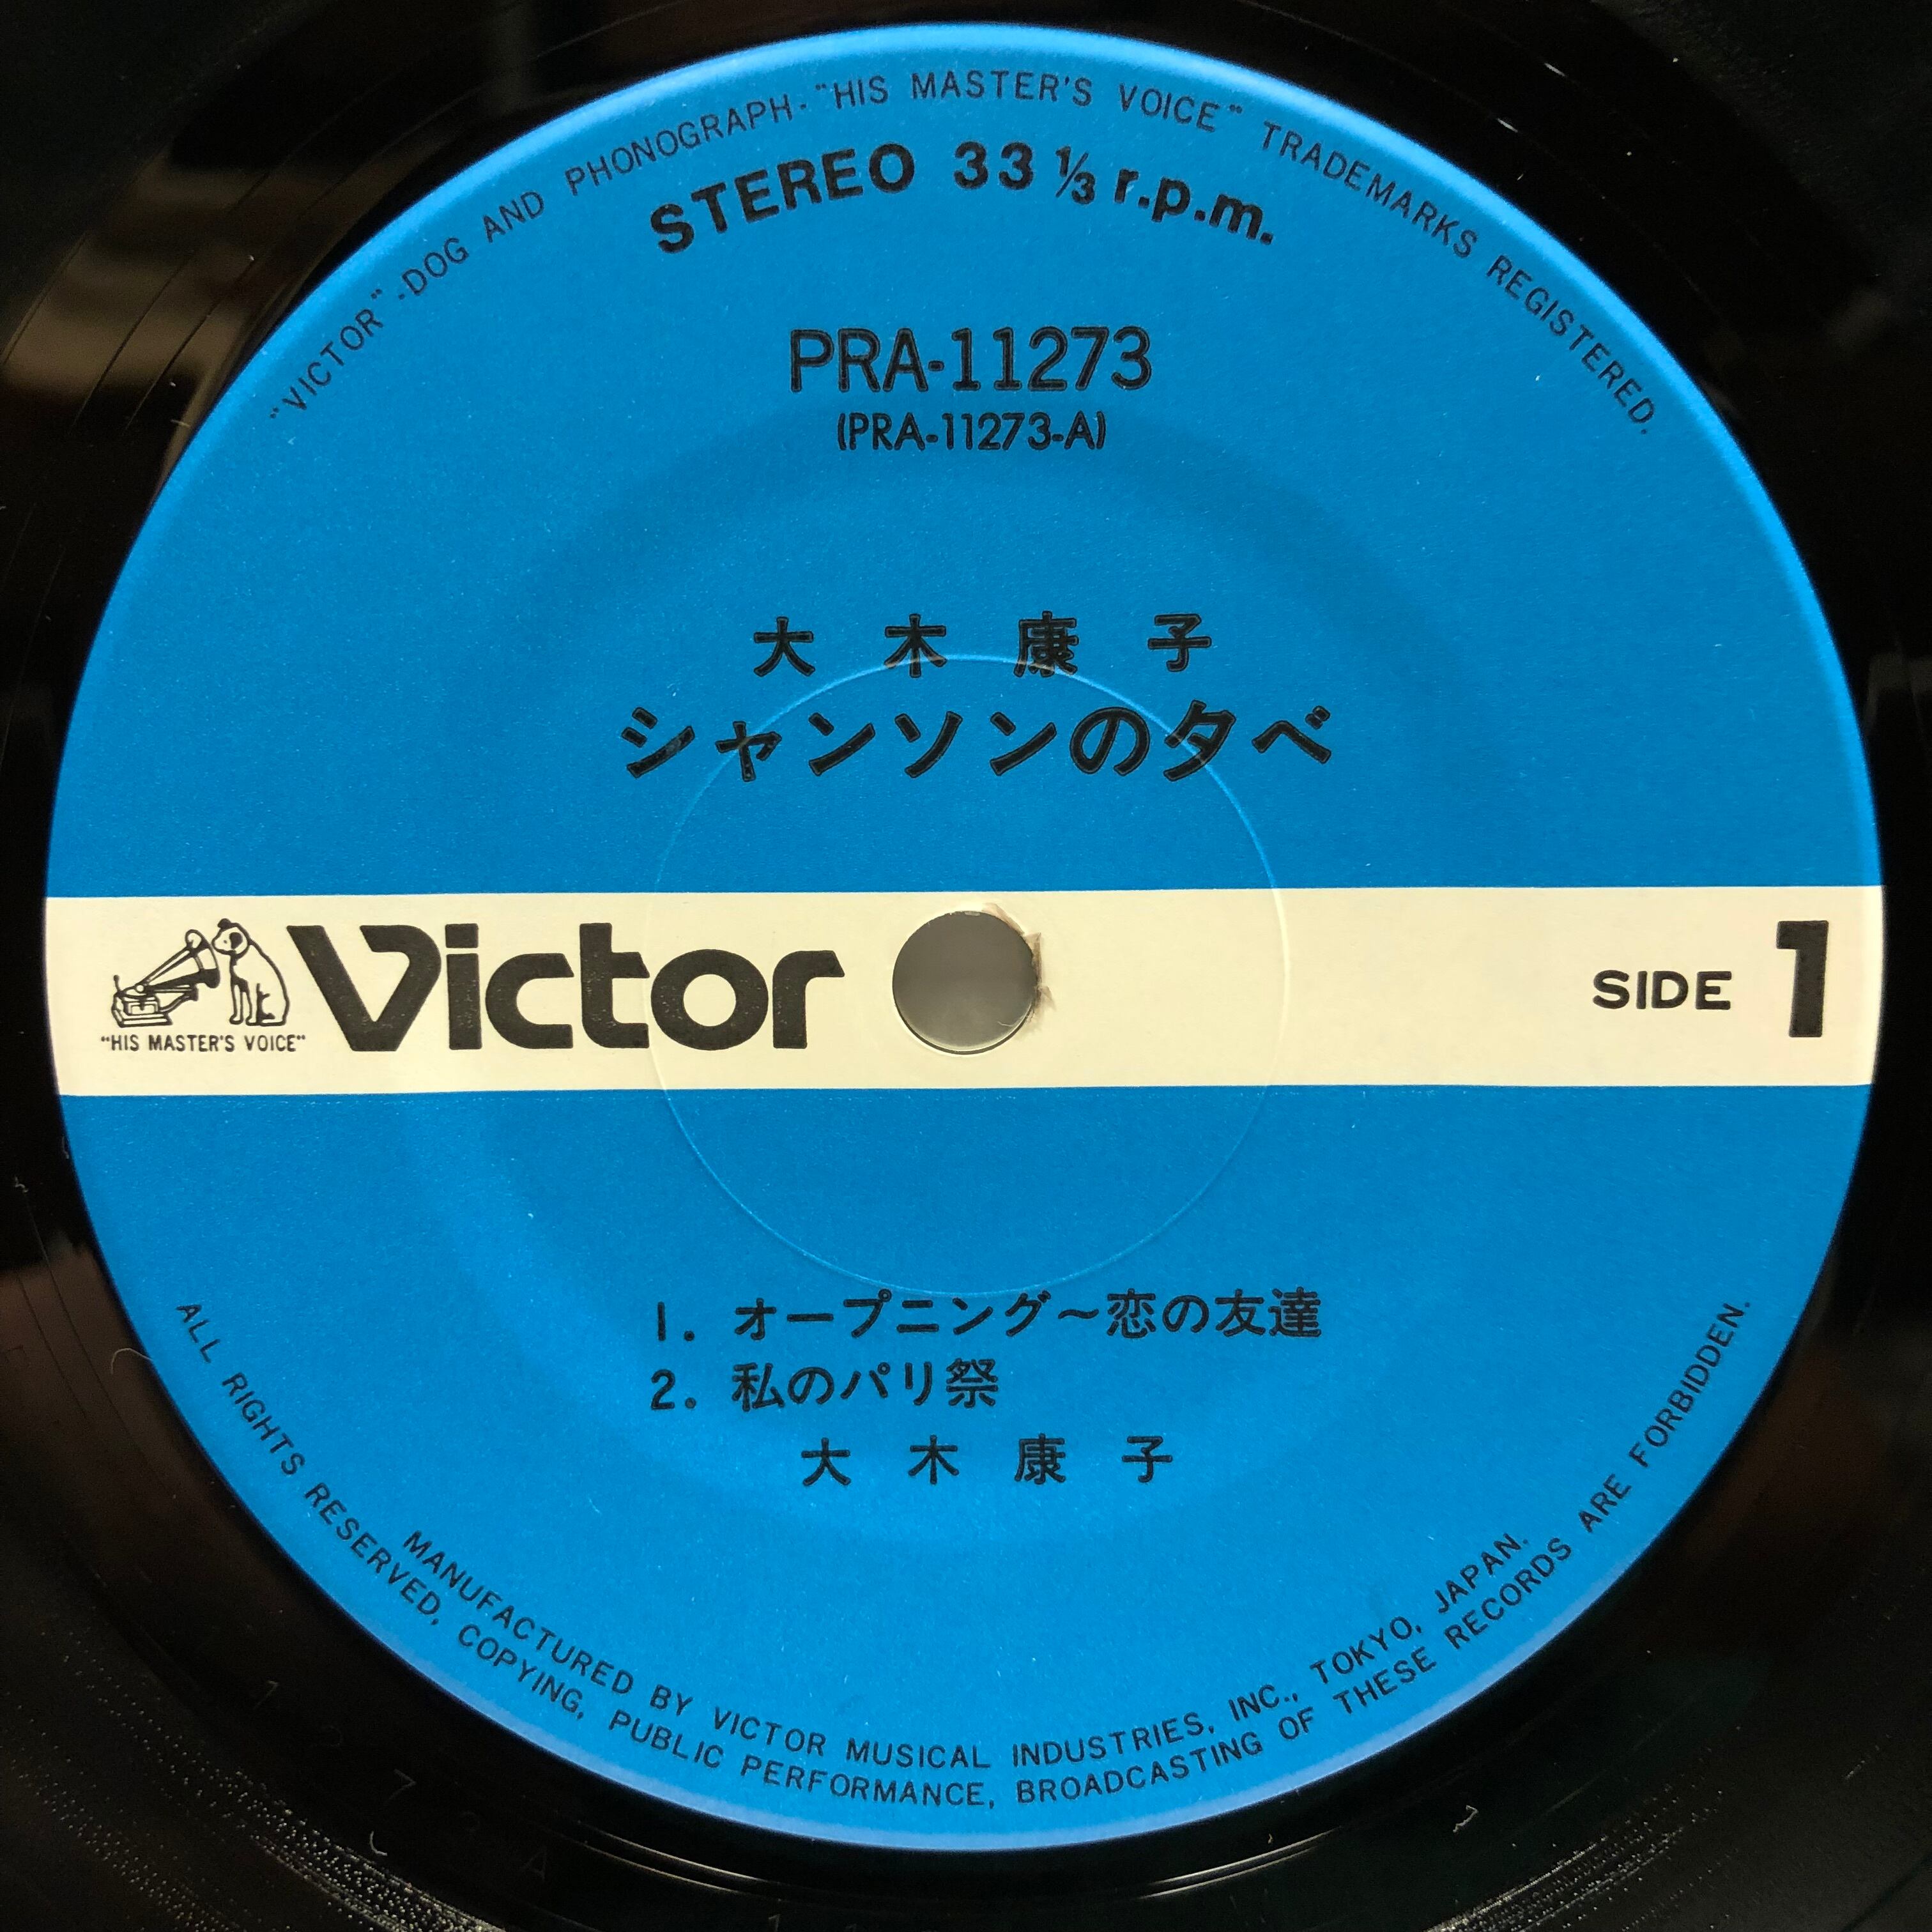 "VICTOR"-DOG AND PHONOGRAPH-"HIS MASTER'S VOICE" TRADEMARKS REGISTERED.
STEREO 33⅓ r.p.m.
PRA-11273
(PRA-11273-A)
大木康子
シャンソンの夕べ
Victor
"HIS MASTER'S VOICE"
SIDE 1
1. オープニング〜恋の友達
2. 私のパリ祭
大木康子
MANUFACTURED BY VICTOR MUSICAL INDUSTRIES, INC., TOKYO, JAPAN.
ALL RIGHTS RESERVED, COPYING, PUBLIC PERFORMANCE, BROADCASTING OF THESE RECORDS ARE FORBIDDEN.